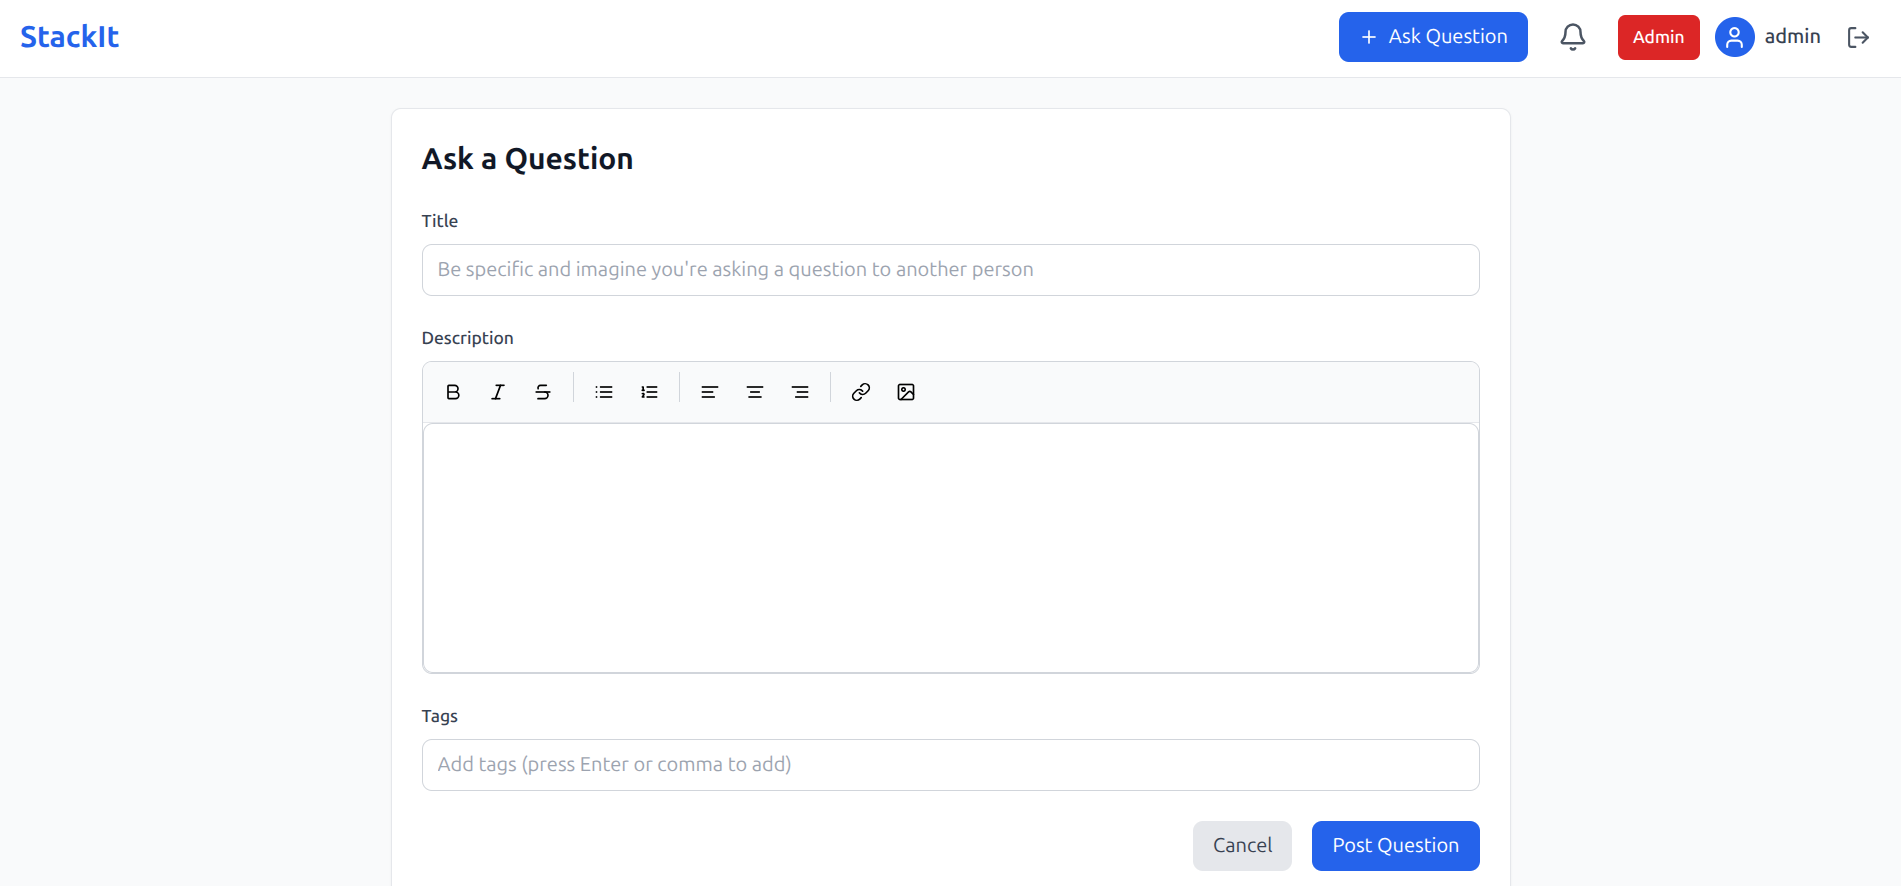 StackIt
Ask Question
Admin
admin
Ask a Question
Title
Be specific and imagine you're asking a question to another person
Description
Tags
Add tags (press Enter or comma to add)
Cancel
Post Question